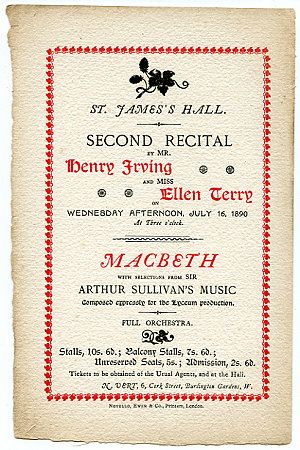 ST. JAMES'S HALL.
SECOND RECITAL
BY MR.
Henry Irving
AND MISS
Ellen Terry
ON
WEDNESDAY AFTERNOON, JULY 16, 1890
At Three o'clock.
MACBETH
WITH SELECTIONS FROM SIR
ARTHUR SULLIVAN'S MUSIC
Composed expressly for the Lyceum production.
FULL ORCHESTRA.
Stalls, 10s. 6d.; Balcony Stalls, 7s. 6d.;
Unreserved Seats, 5s.; Admission, 2s. 6d.
Tickets to be obtained of the Usual Agents, and at the Hall.
N. VERT, 6, Cork Street, Burlington Gardens, W.
NOVELLO, EWER & CO., Printers, London.